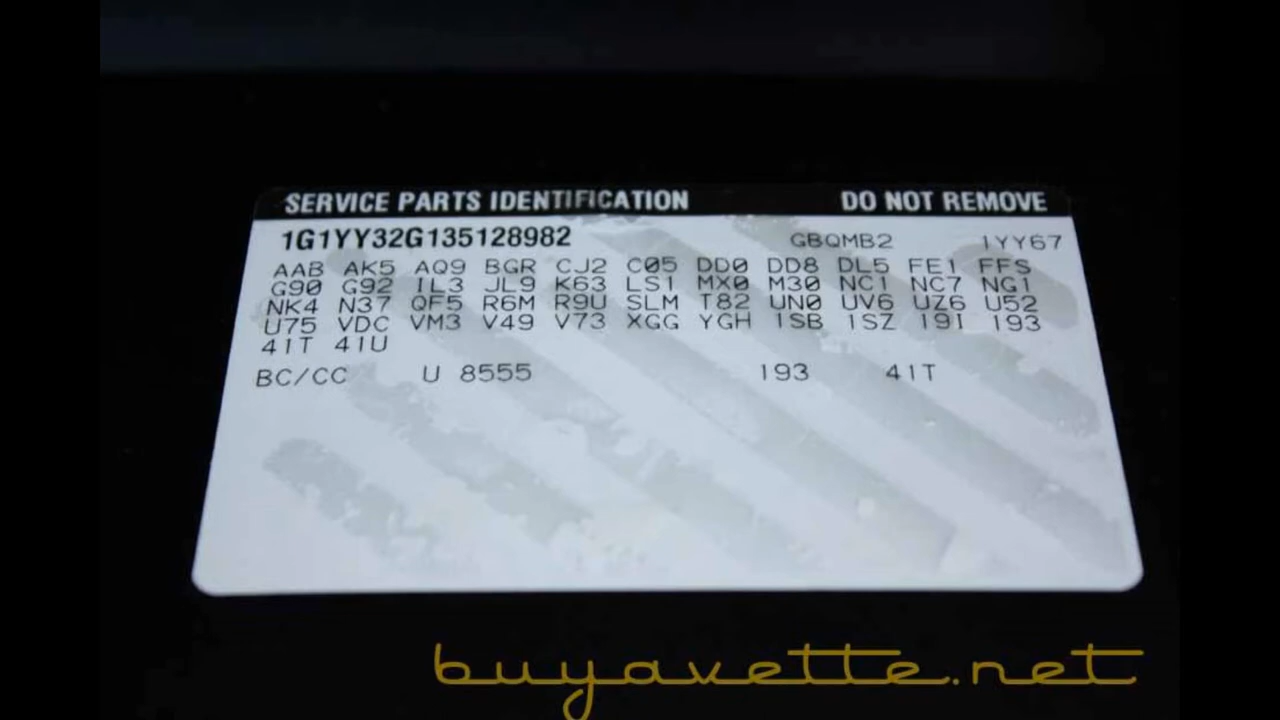 SERVICE PARTS IDENTIFICATION DO NOT REMOVE
1G1YY32G135128982 GBQMB2 1YY67
AAB AK5 AQ9 BGR CJ2 C05 DD0 DD8 DL5 FE1 FFS
G90 G92 IL3 JL9 K63 LS1 MX0 M30 NC1 NC7 NG1
NK4 N37 QF5 R6M R9U SLM T82 UN0 UV6 UZ6 U52
U75 VDC VM3 V49 V73 XGG YGH 1SB 1SZ 19I 193
41T 41U
BC/CC U 8555 193 41T
buyavette.net